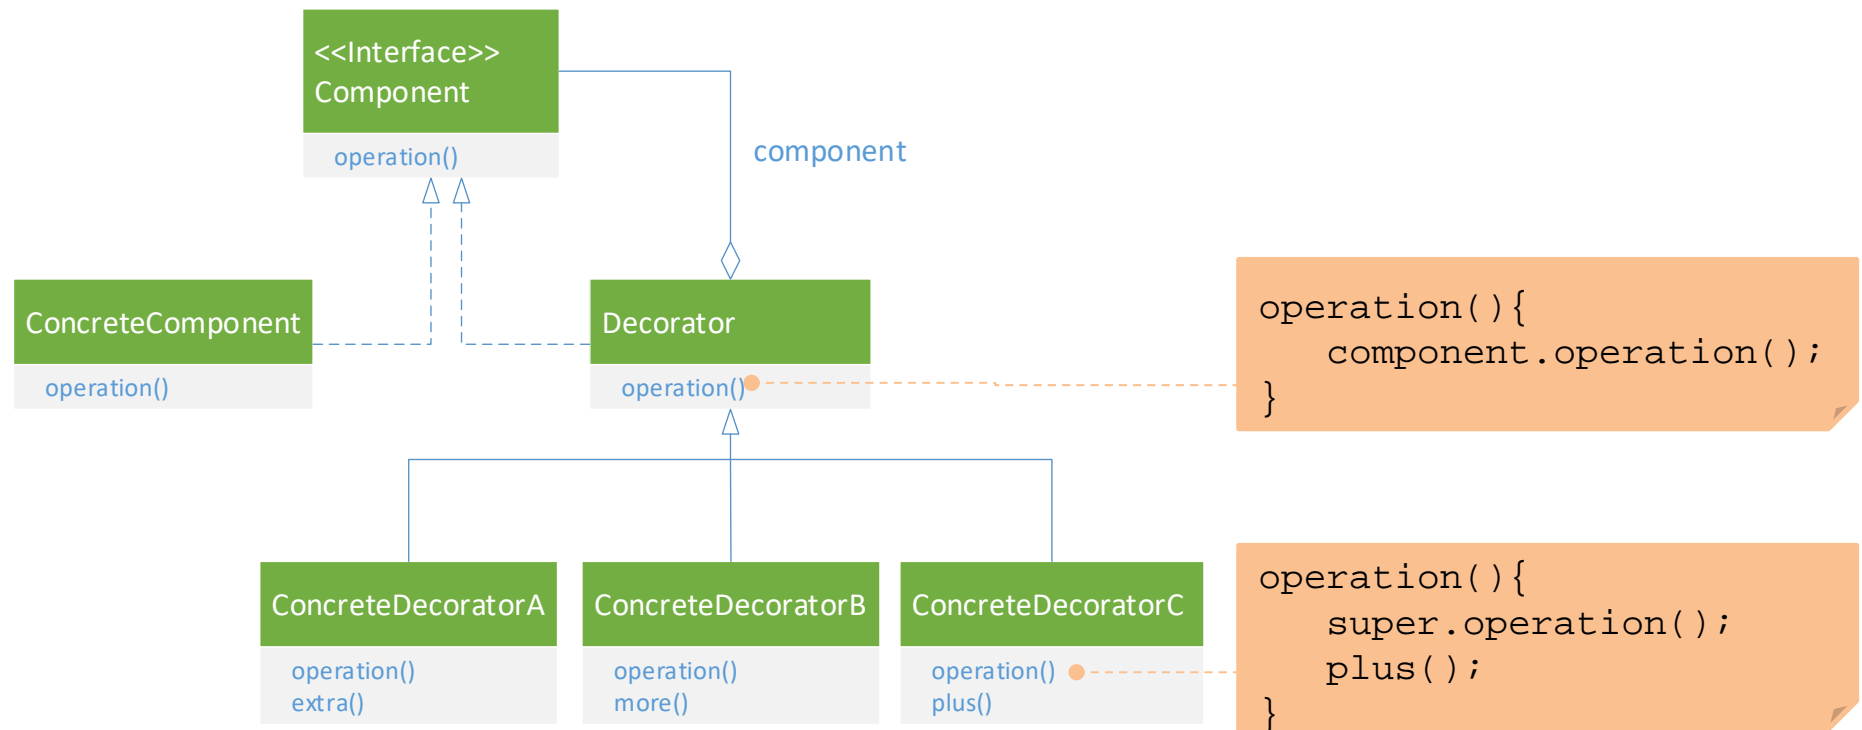 <<Interface>>
Component
operation()
component
ConcreteComponent
operation()
Decorator
operation()
operation(){
component.operation();
}
ConcreteDecoratorA
operation()
extra()
ConcreteDecoratorB
operation()
more()
ConcreteDecoratorC
operation()
plus()
operation(){
super.operation();
plus();
}